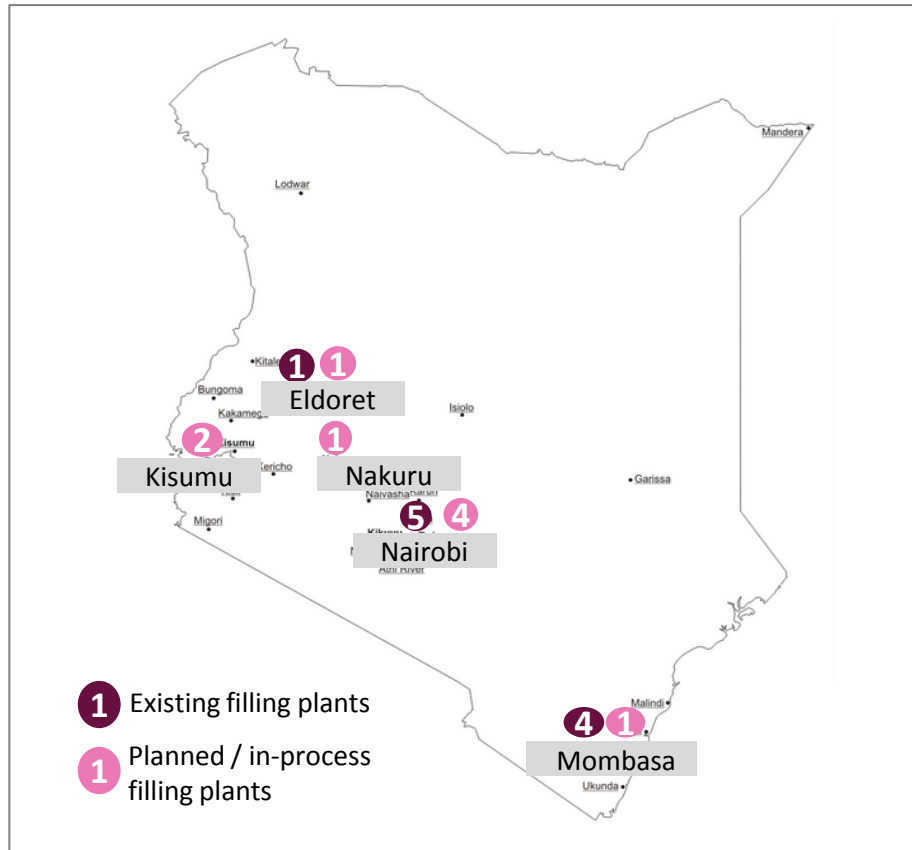 Mandera
Lodwar
Kitale
1
1
Eldoret
Bungoma
Kakamega
Isiolo
2
Kisumu
1
Kisumu
Kericho
Nakuru
Garissa
Naivasha
Migori
5
4
Nairobi
Athi River
1
Existing filling plants
1
Planned / in-process
filling plants
Malindi
4
1
Mombasa
Ukunda